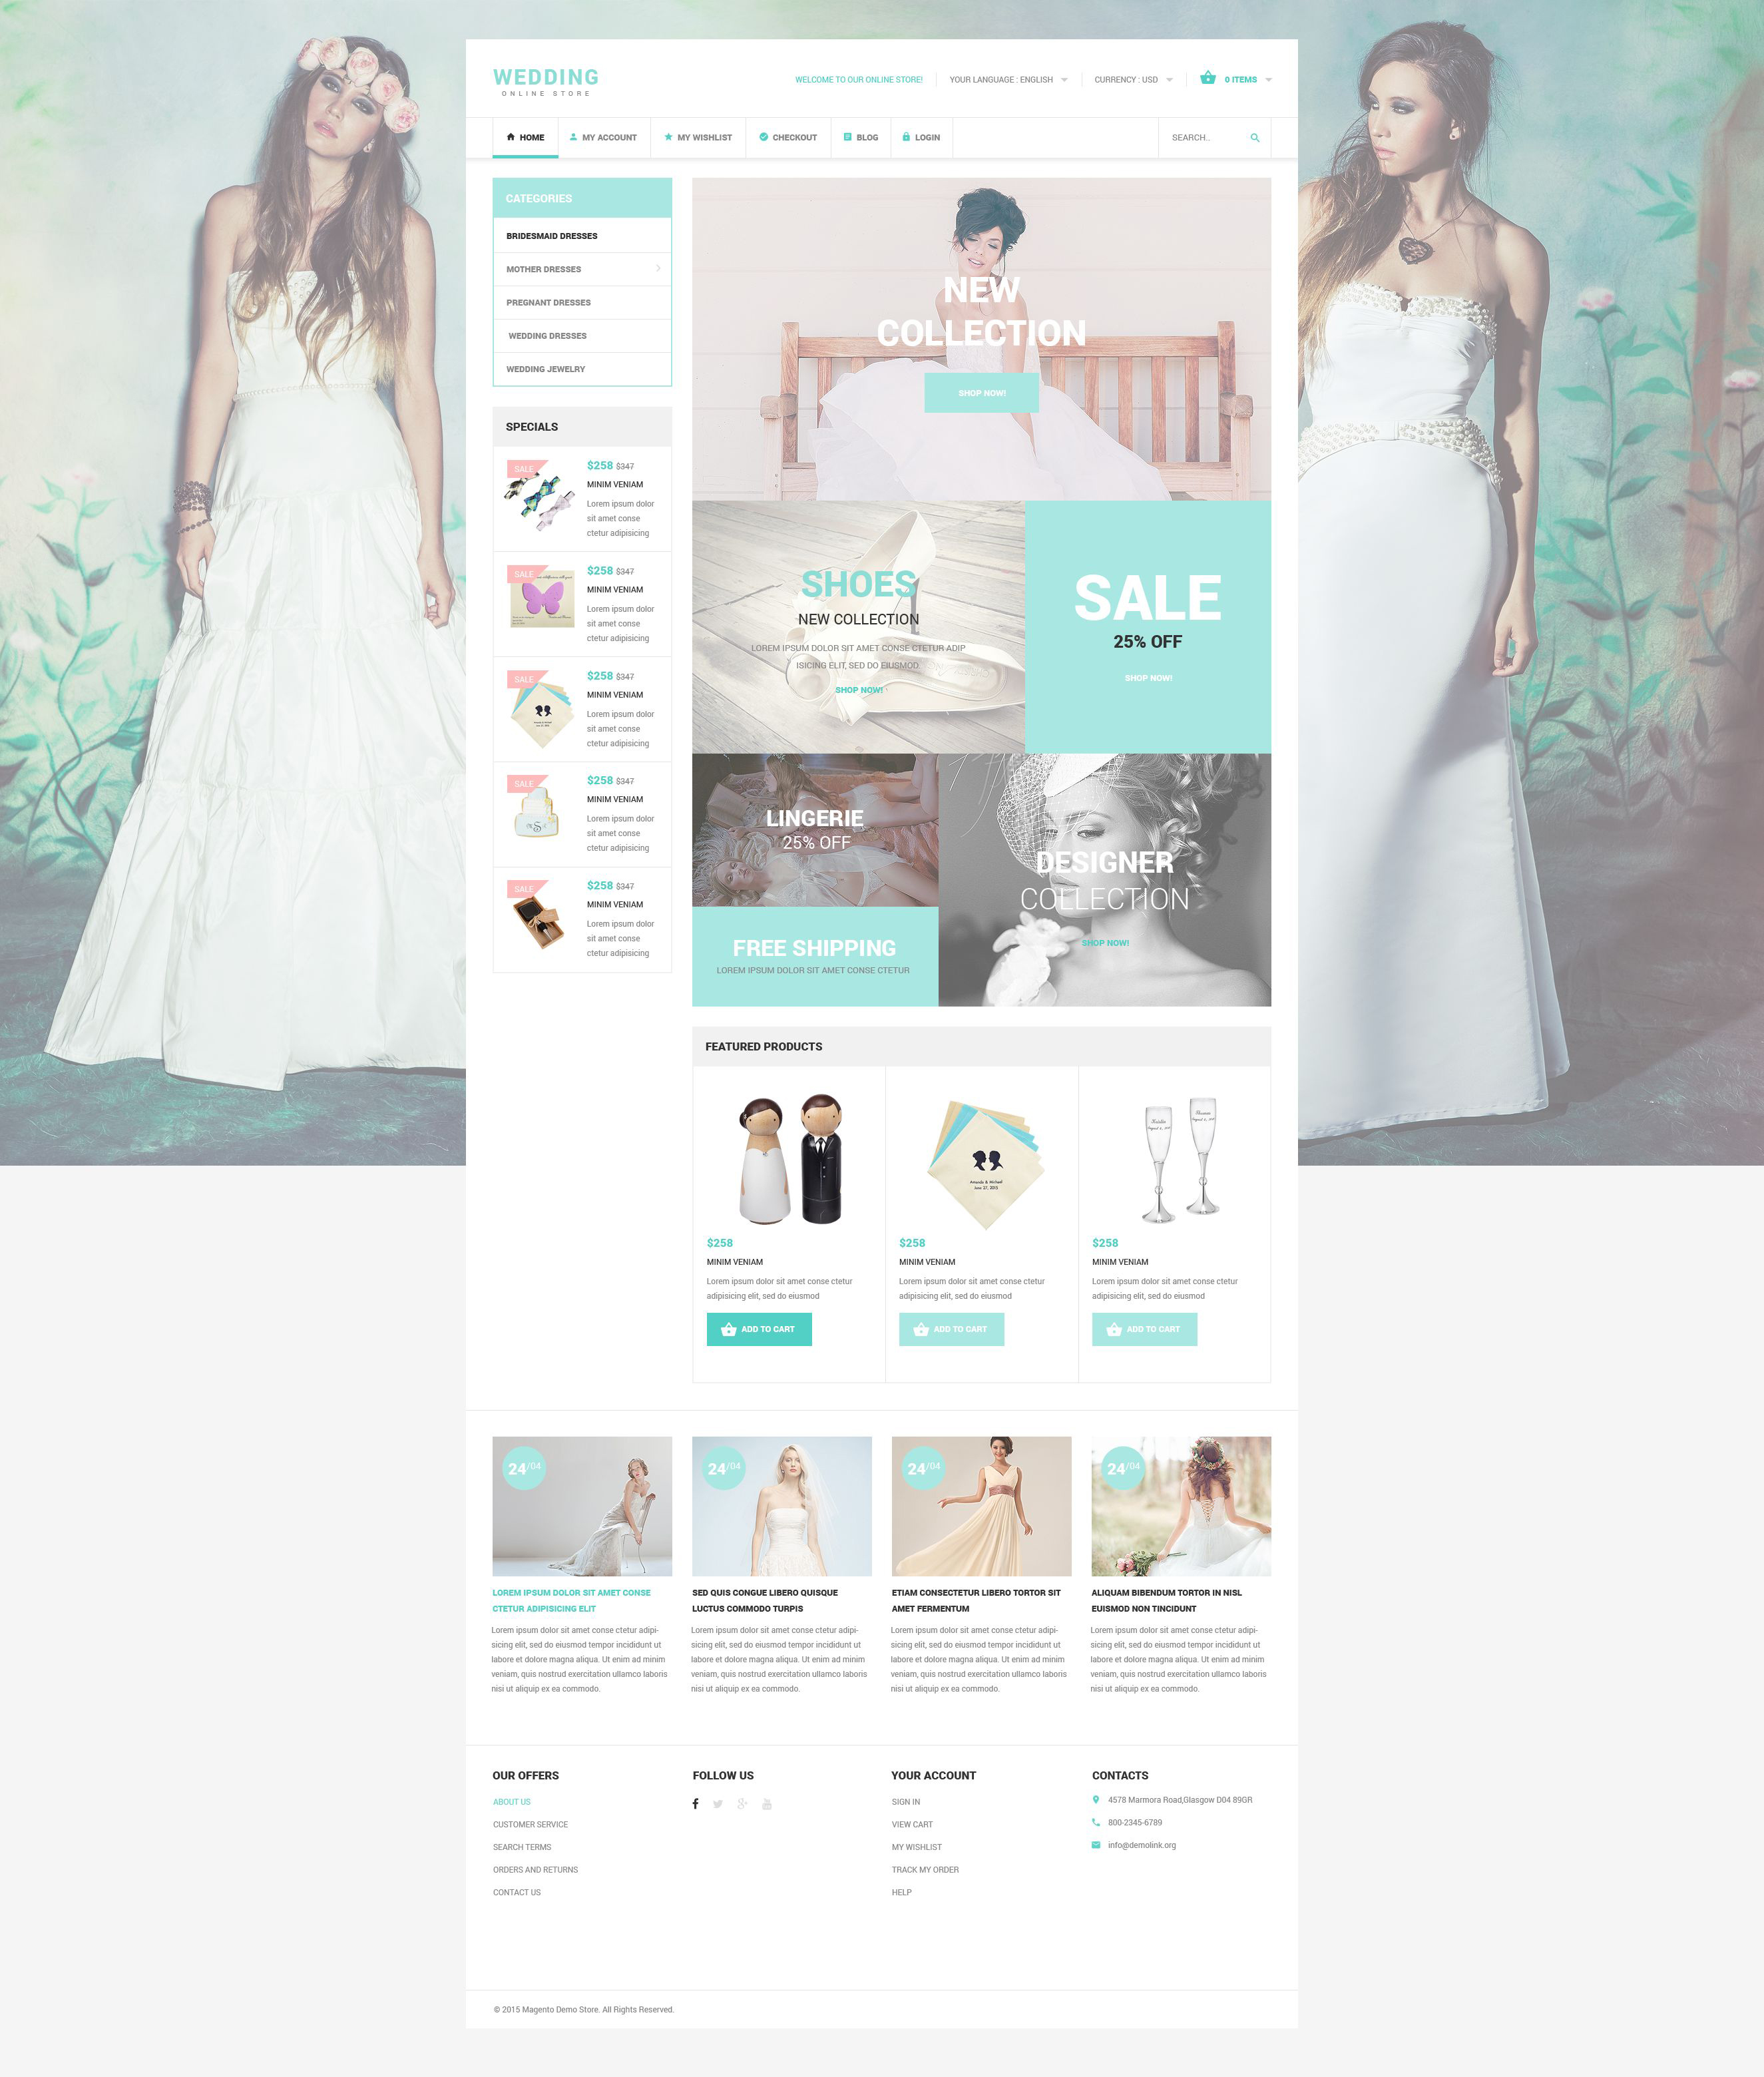 WEDDING
ONLINE STORE
WELCOME TO OUR ONLINE STORE!
YOUR LANGUAGE : ENGLISH
CURRENCY : USD
0 ITEMS
HOME
MY ACCOUNT
MY WISHLIST
CHECKOUT
BLOG
LOGIN
SEARCH...
CATEGORIES
BRIDESMAID DRESSES
MOTHER DRESSES
PREGNANT DRESSES
WEDDING DRESSES
WEDDING JEWELRY
SPECIALS
SALE
$258 $347
MINIM VENIAM
Lorem ipsum dolor
sit amet conse
ctetur adipisicing
SALE
$258 $347
MINIM VENIAM
Lorem ipsum dolor
sit amet conse
ctetur adipisicing
SALE
$258 $347
MINIM VENIAM
Lorem ipsum dolor
sit amet conse
ctetur adipisicing
SALE
S
$258 $347
MINIM VENIAM
Lorem ipsum dolor
sit amet conse
ctetur adipisicing
SALE
$258 $347
MINIM VENIAM
Lorem ipsum dolor
sit amet conse
ctetur adipisicing
NEW
COLLECTION
SHOP NOW!
SHOES
NEW COLLECTION
LOREM IPSUM DOLOR SIT AMET CONSE CTETUR ADIP
ISICING ELIT, SED DO EIUSMOD
SHOP NOW!
SALE
25% OFF
SHOP NOW!
LINGERIE
25% OFF
FREE SHIPPING
LOREM IPSUM DOLOR SIT AMET CONSE CTETUR
DESIGNER
COLLECTION
SHOP NOW!
FEATURED PRODUCTS
$258
MINIM VENIAM
Lorem ipsum dolor sit amet conse ctetur
adipisicing elit, sed do eiusmod
ADD TO CART
Amanda & Michael
June 27, 2015
$258
MINIM VENIAM
Lorem ipsum dolor sit amet conse ctetur
adipisicing elit, sed do eiusmod
ADD TO CART
$258
MINIM VENIAM
Lorem ipsum dolor sit amet conse ctetur
adipisicing elit, sed do eiusmod
ADD TO CART
24/04
LOREM IPSUM DOLOR SIT AMET CONSE
CTETUR ADIPISICING ELIT
Lorem ipsum dolor sit amet conse ctetur adipi-
sicing elit, sed do eiusmod tempor incididunt ut
labore et dolore magna aliqua. Ut enim ad minim
veniam, quis nostrud exercitation ullamco laboris
nisi ut aliquip ex ea commodo.
24/04
SED QUIS CONGUE LIBERO QUISQUE
LUCTUS COMMODO TURPIS
Lorem ipsum dolor sit amet conse ctetur adipi-
sicing elit, sed do eiusmod tempor incididunt ut
labore et dolore magna aliqua. Ut enim ad minim
veniam, quis nostrud exercitation ullamco laboris
nisi ut aliquip ex ea commodo.
24/04
ETIAM CONSECTETUR LIBERO TORTOR SIT
AMET FERMENTUM
Lorem ipsum dolor sit amet conse ctetur adipi-
sicing elit, sed do eiusmod tempor incididunt ut
labore et dolore magna aliqua. Ut enim ad minim
veniam, quis nostrud exercitation ullamco laboris
nisi ut aliquip ex ea commodo.
24/04
ALIQUAM BIBENDUM TORTOR IN NISL
EUISMOD NON TINCIDUNT
Lorem ipsum dolor sit amet conse ctetur adipi-
sicing elit, sed do eiusmod tempor incididunt ut
labore et dolore magna aliqua. Ut enim ad minim
veniam, quis nostrud exercitation ullamco laboris
nisi ut aliquip ex ea commodo.
OUR OFFERS
ABOUT US
CUSTOMER SERVICE
SEARCH TERMS
ORDERS AND RETURNS
CONTACT US
FOLLOW US
YOUR ACCOUNT
SIGN IN
VIEW CART
MY WISHLIST
TRACK MY ORDER
HELP
CONTACTS
4578 Marmora Road,Glasgow D04 89GR
800-2345-6789
info@demolink.org
© 2015 Magento Demo Store. All Rights Reserved.